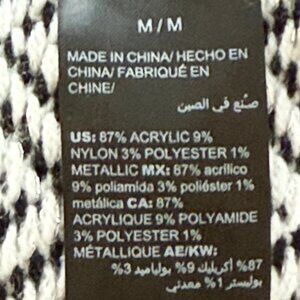 M / M
MADE IN CHINA/ HECHO EN
CHINA/ FABRIQUÉ EN
CHINE/
صنع في الصين
US: 87% ACRYLIC 9%
NYLON 3% POLYESTER 1%
METALLIC MX: 87% acrílico
9% poliamida 3% poliéster 1%
metálica CA: 87%
ACRYLIQUE 9% POLYAMIDE
3% POLYESTER 1%
MÉTALLIQUE AE/KW:
87% أكريليك 9% بولياميد 3%
بوليستر 1% معدني